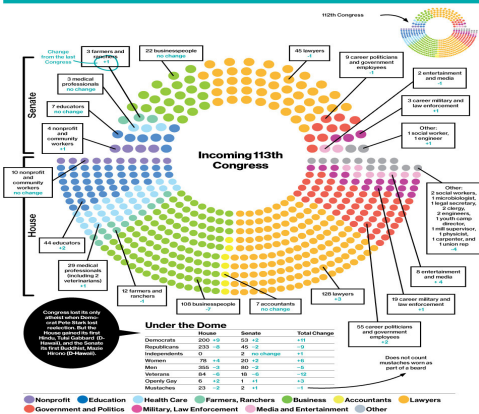 112th Congress
Change
from the last
Congress
3 farmers and
ranchers
+1
22 businesspeople
no change
45 lawyers
-1
9 career politicians
and government
employees
-1
3 medical
professionals
no change
2 entertainment
and media
-1
7 educators
no change
3 career military and
law enforcement
+1
4 nonprofit
and
community
workers
+1
Other:
1 social worker,
1 engineer
+1
Senate
Incoming 113th
Congress
House
10 nonprofit
and
community
workers
no change
Other:
2 social workers,
1 microbiologist,
1 legal secretary,
2 clergy,
2 engineers,
1 youth camp
director,
1 mill supervisor,
1 physicist,
1 carpenter, and
1 union rep
-4
44 educators
+2
29 medical
professionals
(including 2
veterinarians)
+1
8 entertainment
and media
+4
12 farmers and
ranchers
-1
108 businesspeople
-7
7 accountants
no change
128 lawyers
+3
19 career military and
law enforcement
+1
55 career politicians
and government
employees
+2
Congress lost its only
atheist when Demo-
crat Pete Stark lost
reelection. But the
House gained its first
Hindu, Tulsi Gabbard (D-
Hawaii), and the Senate
its first Buddhist, Mazie
Hirono (D-Hawaii).
Under the Dome
House Senate Total Change
Democrats 200 +9 53 +2 +11
Republicans 233 -8 45 -2
Independents 0 2 no change +1
Women 78 +4 20 +2 +6
Men 355 -3 80 -2 -5
Veterans 84 -6 18 -6 -12
Openly Gay 6 +2 1 +1 +3
Mustaches 23 -2 2 +1 -1
Does not count
mustaches worn as
part of a beard
Nonprofit Education Health Care Farmers, Ranchers Business Accountants Lawyers
Government and Politics Military, Law Enforcement Media and Entertainment Other